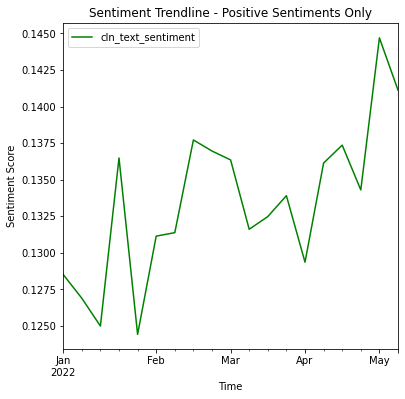 Sentiment Trendline - Positive Sentiments Only
cln_text_sentiment
Sentiment Score
0.1450
0.1425
0.1400
0.1375
0.1350
0.1325
0.1300
0.1275
0.1250
Jan
2022
Feb
Mar
Apr
May
Time